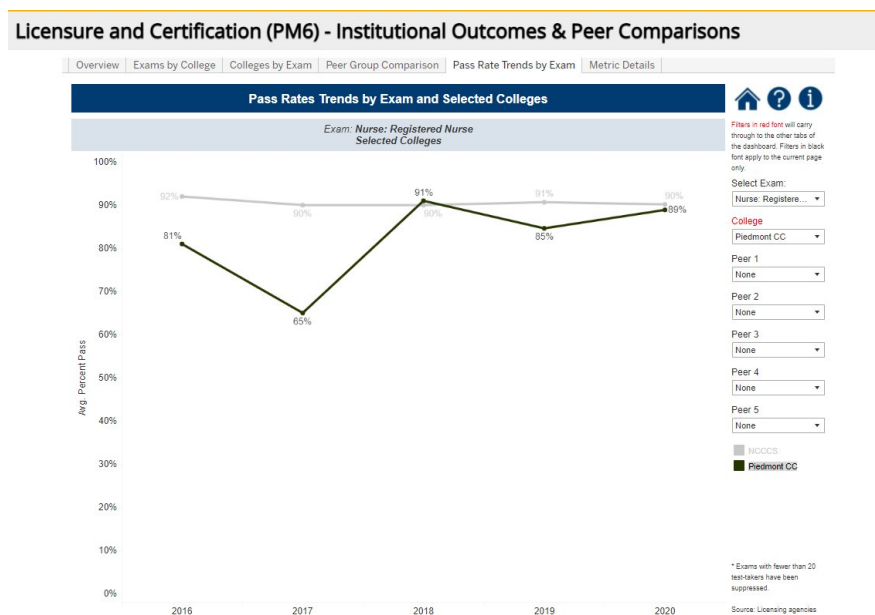 Licensure and Certification (PM6) - Institutional Outcomes & Peer Comparisons
Overview Exams by College Colleges by Exam Peer Group Comparison Pass Rate Trends by Exam Metric Details
Pass Rates Trends by Exam and Selected Colleges
Exam: Nurse: Registered Nurse
Selected Colleges
Filters in red font will carry
through to the other tabs of
the dashboard. Filters in black
font apply to the current page
only.
Select Exam:
Nurse: Registere...
College
Piedmont CC
Peer 1
None
Peer 2
None
Peer 3
None
Peer 4
None
Peer 5
None
NCCCS
Piedmont CC
* Exams with fewer than 20
test-takers have been
suppressed.
Source: Licensing agencies
Avg. Percent Pass
100%
90%
80%
70%
60%
50%
40%
30%
20%
10%
0%
92%
90%
90%
91%
90%
81%
65%
91%
85%
89%
2016 2017 2018 2019 2020